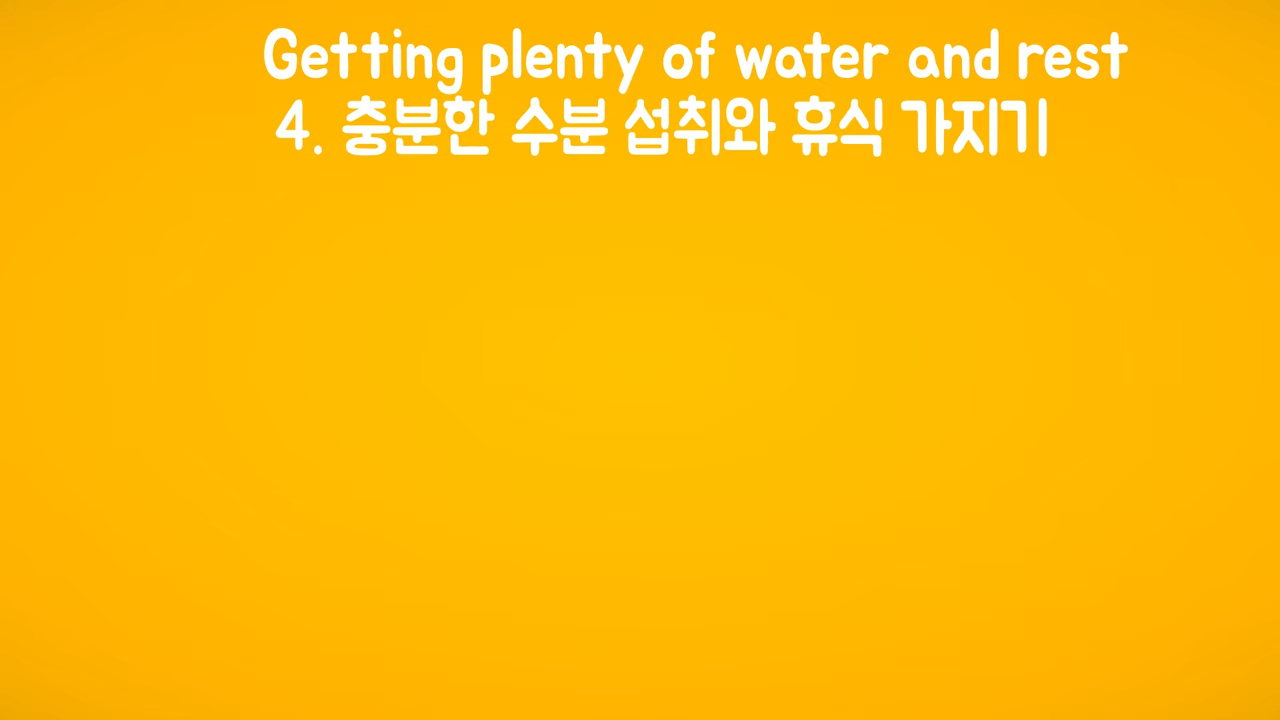 Getting plenty of water and rest
4. 충분한 수분 섭취와 휴식 가지기